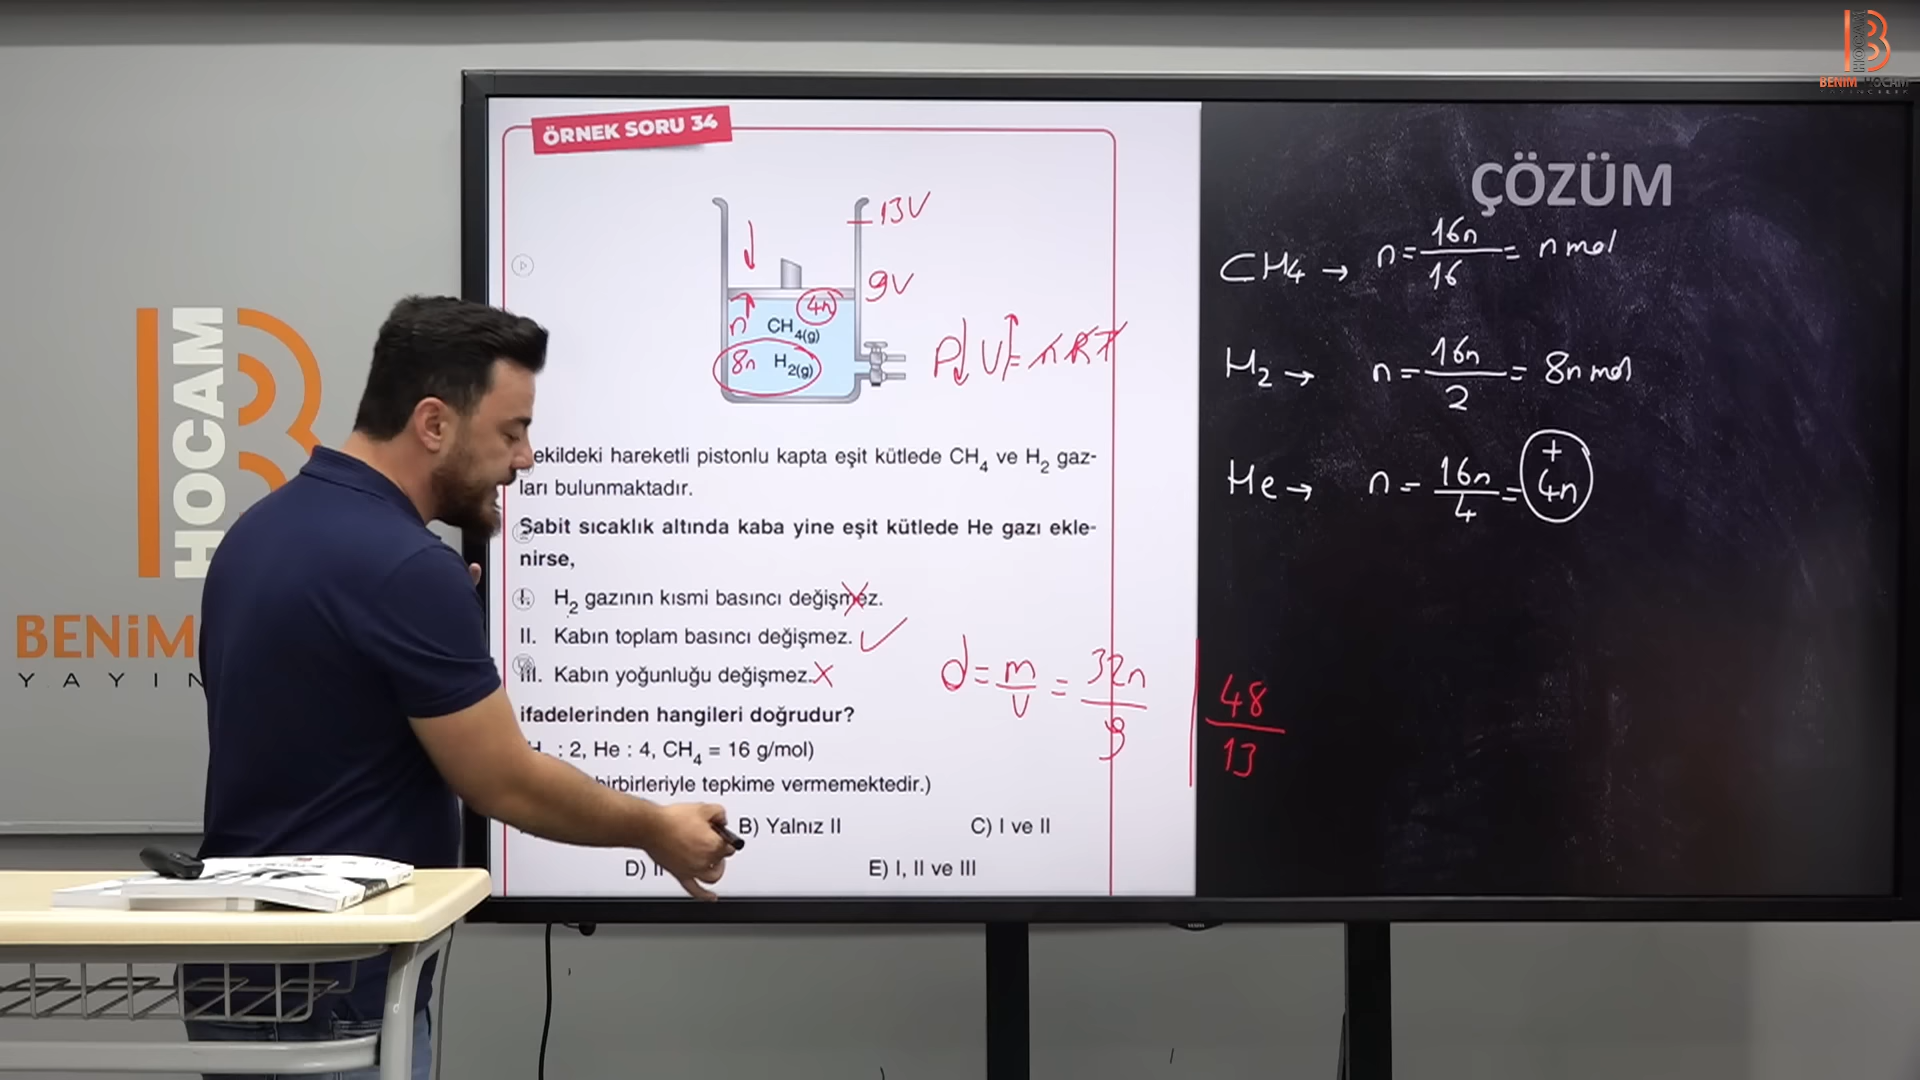 BENİM HOCAM
YAYINCILIK
HOCAM
BENİM
YAYIN
ÖRNEK SORU 34
13V
9V
n
4n
CH4(g)
8n
H2(g)
P↓ V↑ = nRT
ekildeki hareketli pistonlu kapta eşit kütlede CH4 ve H2 gaz-
ları bulunmaktadır.
Sabit sıcaklık altında kaba yine eşit kütlede He gazı ekle-
nirse,
I. H2 gazının kısmi basıncı değişmez.
II. Kabın toplam basıncı değişmez. ✓
III. Kabın yoğunluğu değişmez. X
ifadelerinden hangileri doğrudur?
: 2, He : 4, CH4 = 16 g/mol)
birbirleriyle tepkime vermemektedir.)
B) Yalnız II
C) I ve II
D)
E) I, II ve III
d = m/V = 32n/9 | 48/13
ÇÖZÜM
CH4 → n = 16n/16 = n mol
H2 → n = 16n/2 = 8n mol
He → n = 16n/4 = + 4n